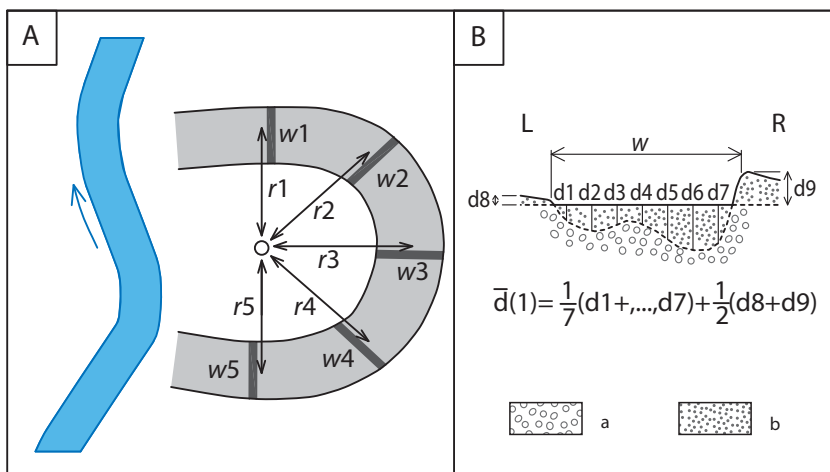 A
w1
r1
w2
r2
r3
w3
r4
r5
w4
w5
B
L
R
w
d8
d1 d2 d3 d4 d5 d6 d7
d9
d̅(1)= 1/7(d1+,...,d7)+1/2(d8+d9)
a
b